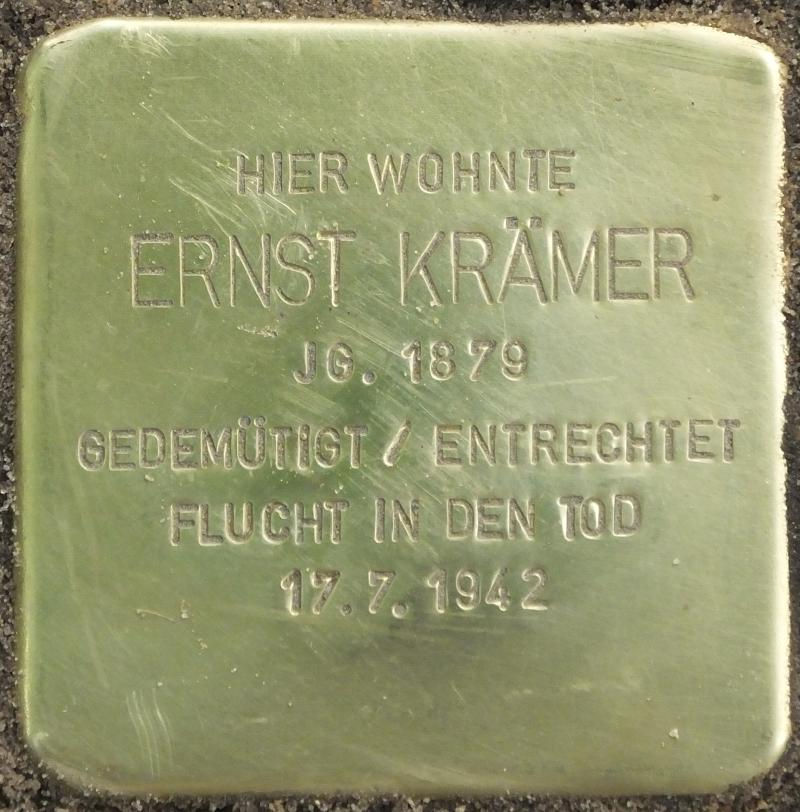 HIER WOHNTE
ERNST KRÄMER
JG. 1879
GEDEMÜTIGT / ENTRECHTET
FLUCHT IN DEN TOD
17.7.1942